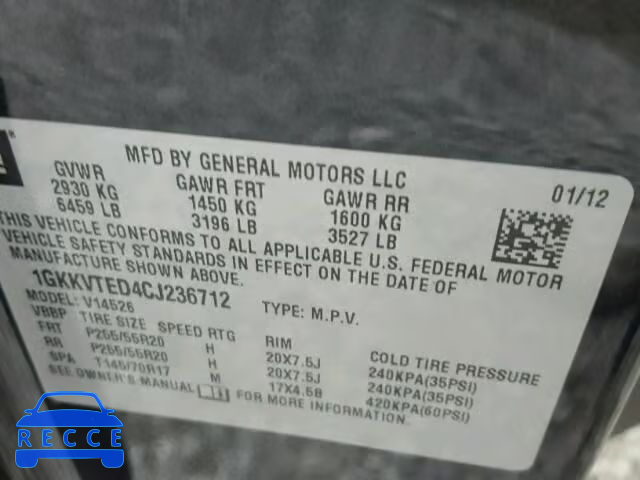 MFD BY GENERAL MOTORS LLC
01/12
GVWR GAWR FRT GAWR RR
2930 KG 1450 KG 1600 KG
6459 LB 3196 LB 3527 LB
THIS VEHICLE CONFORMS TO ALL APPLICABLE U.S. FEDERAL MOTOR
VEHICLE SAFETY STANDARDS IN EFFECT ON THE DATE OF
MANUFACTURE SHOWN ABOVE.
1GKKVTED4CJ236712 TYPE: M.P.V.
MODEL: V14526
VBBP TIRE SIZE SPEED RTG RIM COLD TIRE PRESSURE
FRT P255/55R20 H 20X7.5J 240KPA(35PSI)
RR P255/55R20 H 20X7.5J 240KPA(35PSI)
SPA T145/70R17 M 17X4.5B 420KPA(60PSI)
SEE OWNER'S MANUAL FOR MORE INFORMATION.
RECCE